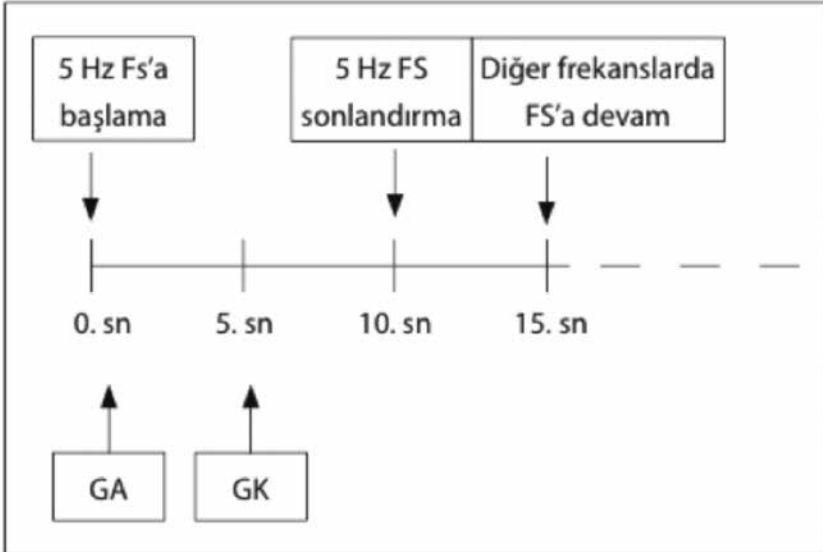 5 Hz Fs'a
başlama
5 Hz FS
sonlandırma
Diğer frekanslarda
FS'a devam
0. sn
5. sn
10. sn
15. sn
GA
GK